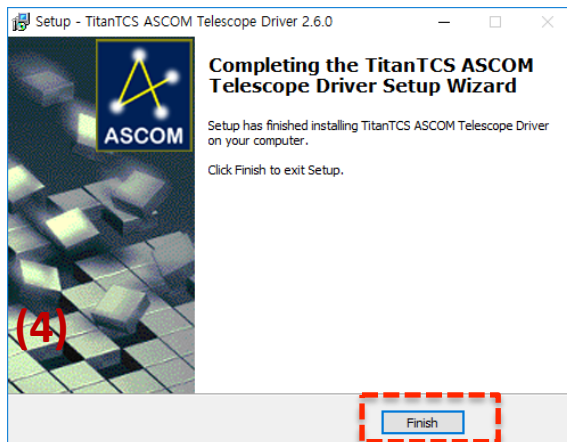 Setup - TitanTCS ASCOM Telescope Driver 2.6.0
ASCOM
Completing the TitanTCS ASCOM
Telescope Driver Setup Wizard
Setup has finished installing TitanTCS ASCOM Telescope Driver
on your computer.
Click Finish to exit Setup.
(4)
Finish